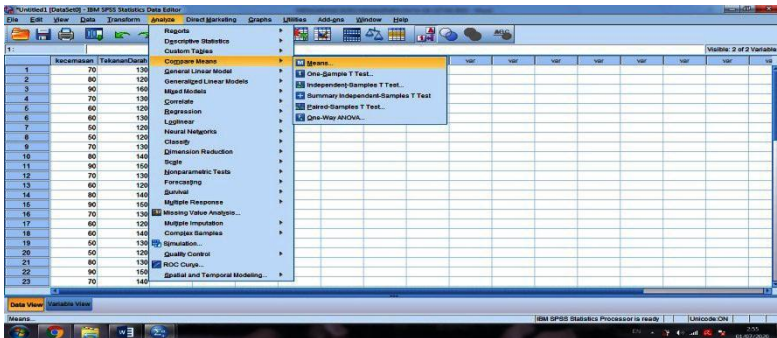 *Untitled1 [DataSet0] - IBM SPSS Statistics Data Editor
File Edit View Data Transform Analyze Direct Marketing Graphs Utilities Add-ons Window Help
Reports
Descriptive Statistics
Custom Tables
Compare Means
General Linear Model
Generalized Linear Models
Mixed Models
Correlate
Regression
Loglinear
Neural Networks
Classify
Dimension Reduction
Scale
Nonparametric Tests
Forecasting
Survival
Multiple Response
Missing Value Analysis...
Multiple Imputation
Complex Samples
Simulation...
Quality Control
ROC Curve...
Spatial and Temporal Modeling...
Means...
One-Sample T Test...
Independent-Samples T Test...
Summary Independent-Samples T Test
Paired-Samples T Test...
One-Way ANOVA...
1 :
Visible: 2 of 2 Variable
kecemasan TekananDarah var var var var var var
1 70 130
2 80 120
3 90 160
4 70 130
5 60 120
6 60 130
7 50 120
8 50 120
9 70 130
10 80 140
11 90 150
12 70 130
13 60 120
14 80 140
15 90 150
16 70 130
17 60 120
18 60 140
19 50 130
20 50 120
21 80 130
22 90 150
23 70 140
Data View Variable View
Means... IBM SPSS Statistics Processor is ready Unicode:ON
EN 2:55
01/07/2020